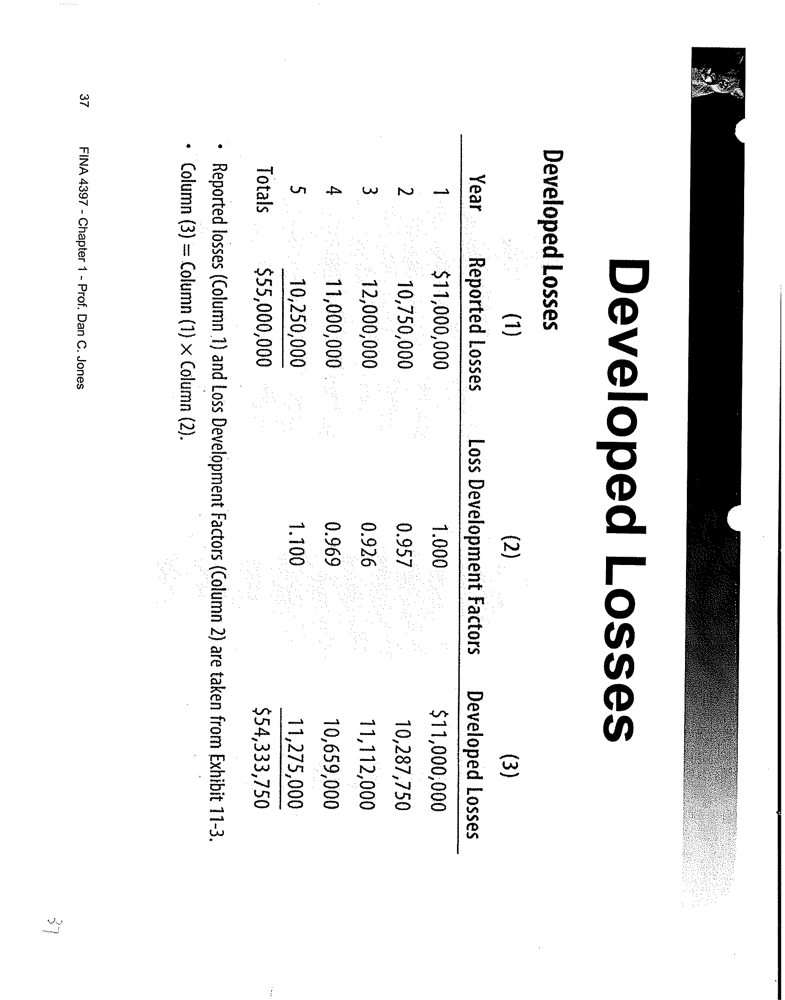 Developed Losses
Developed Losses
(1) (2) (3)
Year Reported Losses Loss Development Factors Developed Losses
1 $11,000,000 1.000 $11,000,000
2 10,750,000 0.957 10,287,750
3 12,000,000 0.926 11,112,000
4 11,000,000 0.969 10,659,000
5 10,250,000 1.100 11,275,000
Totals $55,000,000 $54,333,750
• Reported losses (Column 1) and Loss Development Factors (Column 2) are taken from Exhibit 11-3.
• Column (3) = Column (1) × Column (2).
37 FINA 4397 - Chapter 1 - Prof. Dan C. Jones
37